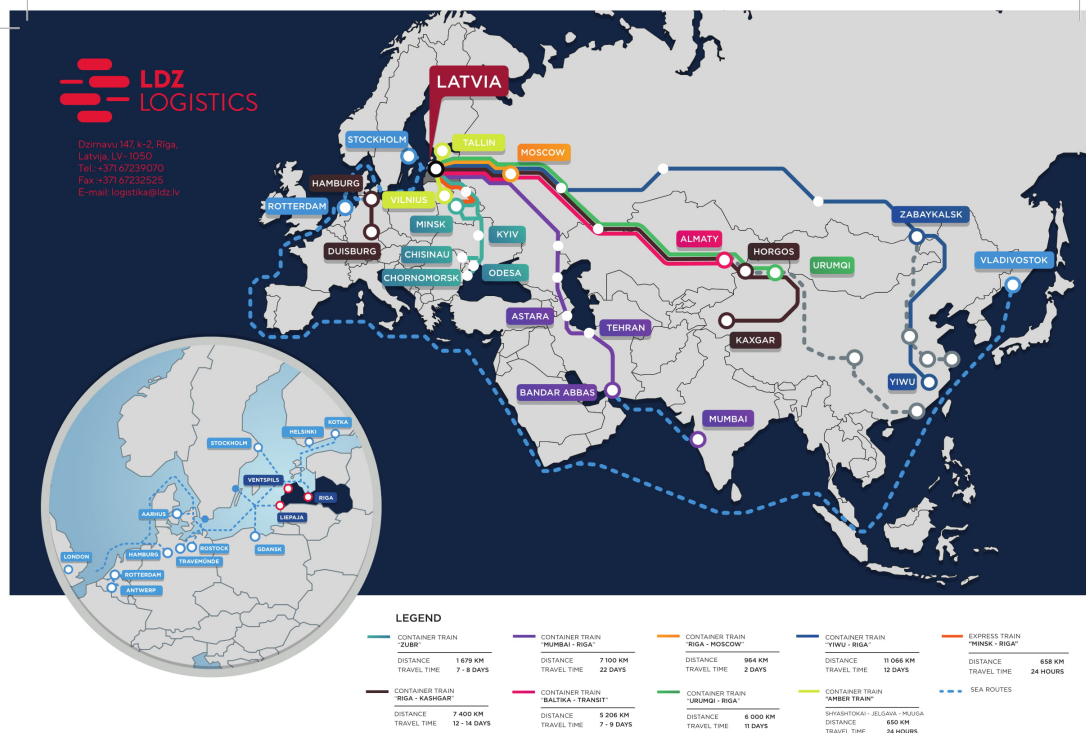 LDZ
LOGISTICS
Dzirnavu 147, k-2, Rīga,
Latvija, LV- 1050
Tel.: +371 67239070
Fax :+371 67232525
E-mail: logistika@ldz.lv
LATVIA
STOCKHOLM
TALLIN
MOSCOW
HAMBURG
VILNIUS
ROTTERDAM
MINSK
KYIV
DUISBURG
CHISINAU
CHORNOMORSK
ODESA
ALMATY
HORGOS
URUMQI
ZABAYKALSK
VLADIVOSTOK
ASTARA
TEHRAN
KAXGAR
BANDAR ABBAS
YIWU
MUMBAI
KOTKA
HELSINKI
STOCKHOLM
VENTSPILS
RIGA
LIEPAJA
AARHUS
GDANSK
ROSTOCK
HAMBURG
TRAVEMÜNDE
LONDON
ROTTERDAM
ANTWERP
LEGEND
CONTAINER TRAIN
"ZUBR"
DISTANCE 1 679 KM
TRAVEL TIME 7 - 8 DAYS
CONTAINER TRAIN
"MUMBAI - RIGA"
DISTANCE 7 100 KM
TRAVEL TIME 22 DAYS
CONTAINER TRAIN
"RIGA - MOSCOW"
DISTANCE 964 KM
TRAVEL TIME 2 DAYS
CONTAINER TRAIN
"YIWU - RIGA"
DISTANCE 11 066 KM
TRAVEL TIME 12 DAYS
EXPRESS TRAIN
"MINSK - RIGA"
DISTANCE 658 KM
TRAVEL TIME 24 HOURS
CONTAINER TRAIN
"RIGA - KASHGAR"
DISTANCE 7 400 KM
TRAVEL TIME 12 - 14 DAYS
CONTAINER TRAIN
"BALTIKA - TRANSIT"
DISTANCE 5 206 KM
TRAVEL TIME 7 - 9 DAYS
CONTAINER TRAIN
"URUMQI - RIGA"
DISTANCE 6 000 KM
TRAVEL TIME 11 DAYS
CONTAINER TRAIN
"AMBER TRAIN"
SHYASHTOKAI - JELGAVA - MUUGA
DISTANCE 650 KM
TRAVEL TIME 24 HOURS
SEA ROUTES